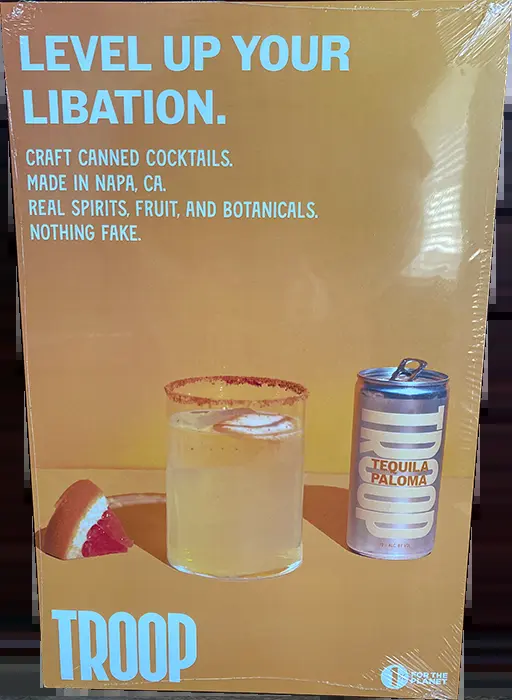 LEVEL UP YOUR
LIBATION.
CRAFT CANNED COCKTAILS.
MADE IN NAPA, CA.
REAL SPIRITS, FRUIT, AND BOTANICALS.
NOTHING FAKE.
TROOP
TEQUILA
PALOMA
TROOP
1
FOR THE
PLANET